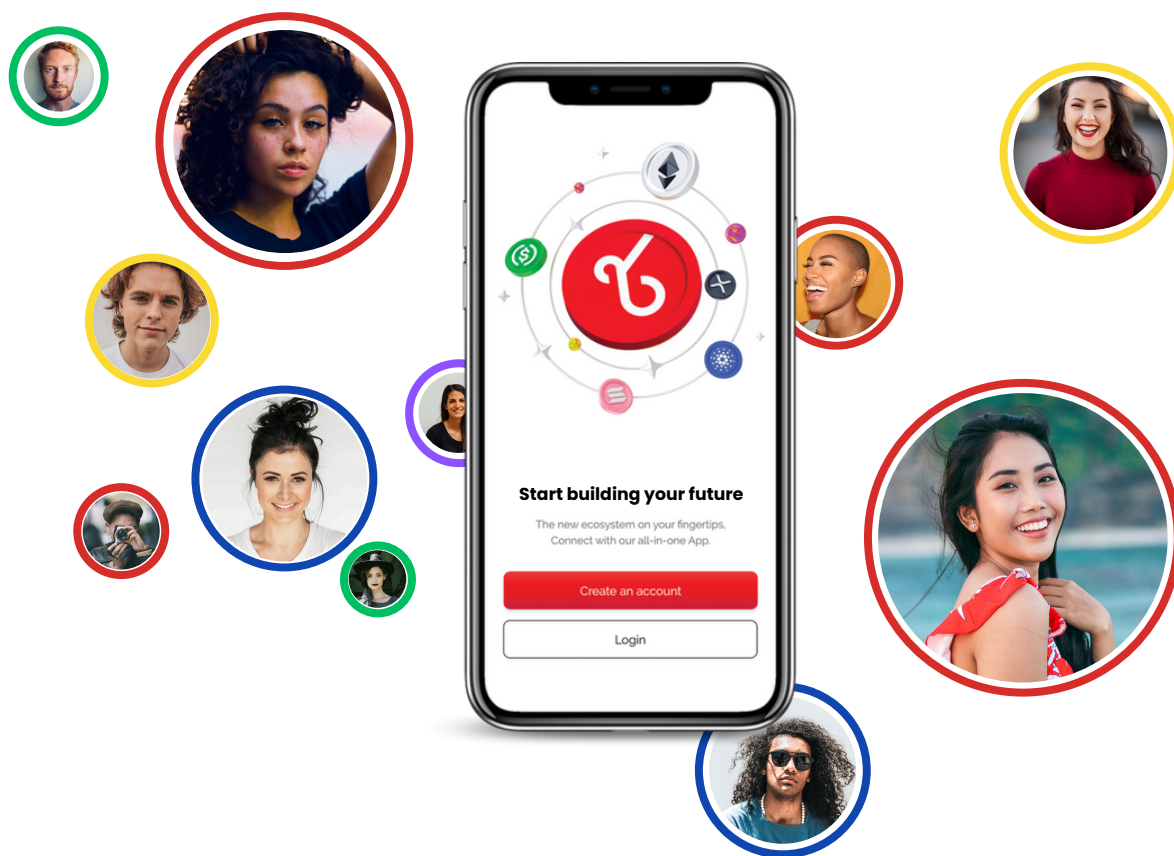 Start building your future
The new ecosystem on your fingertips,
Connect with our all-in-one App.
Create an account
Login